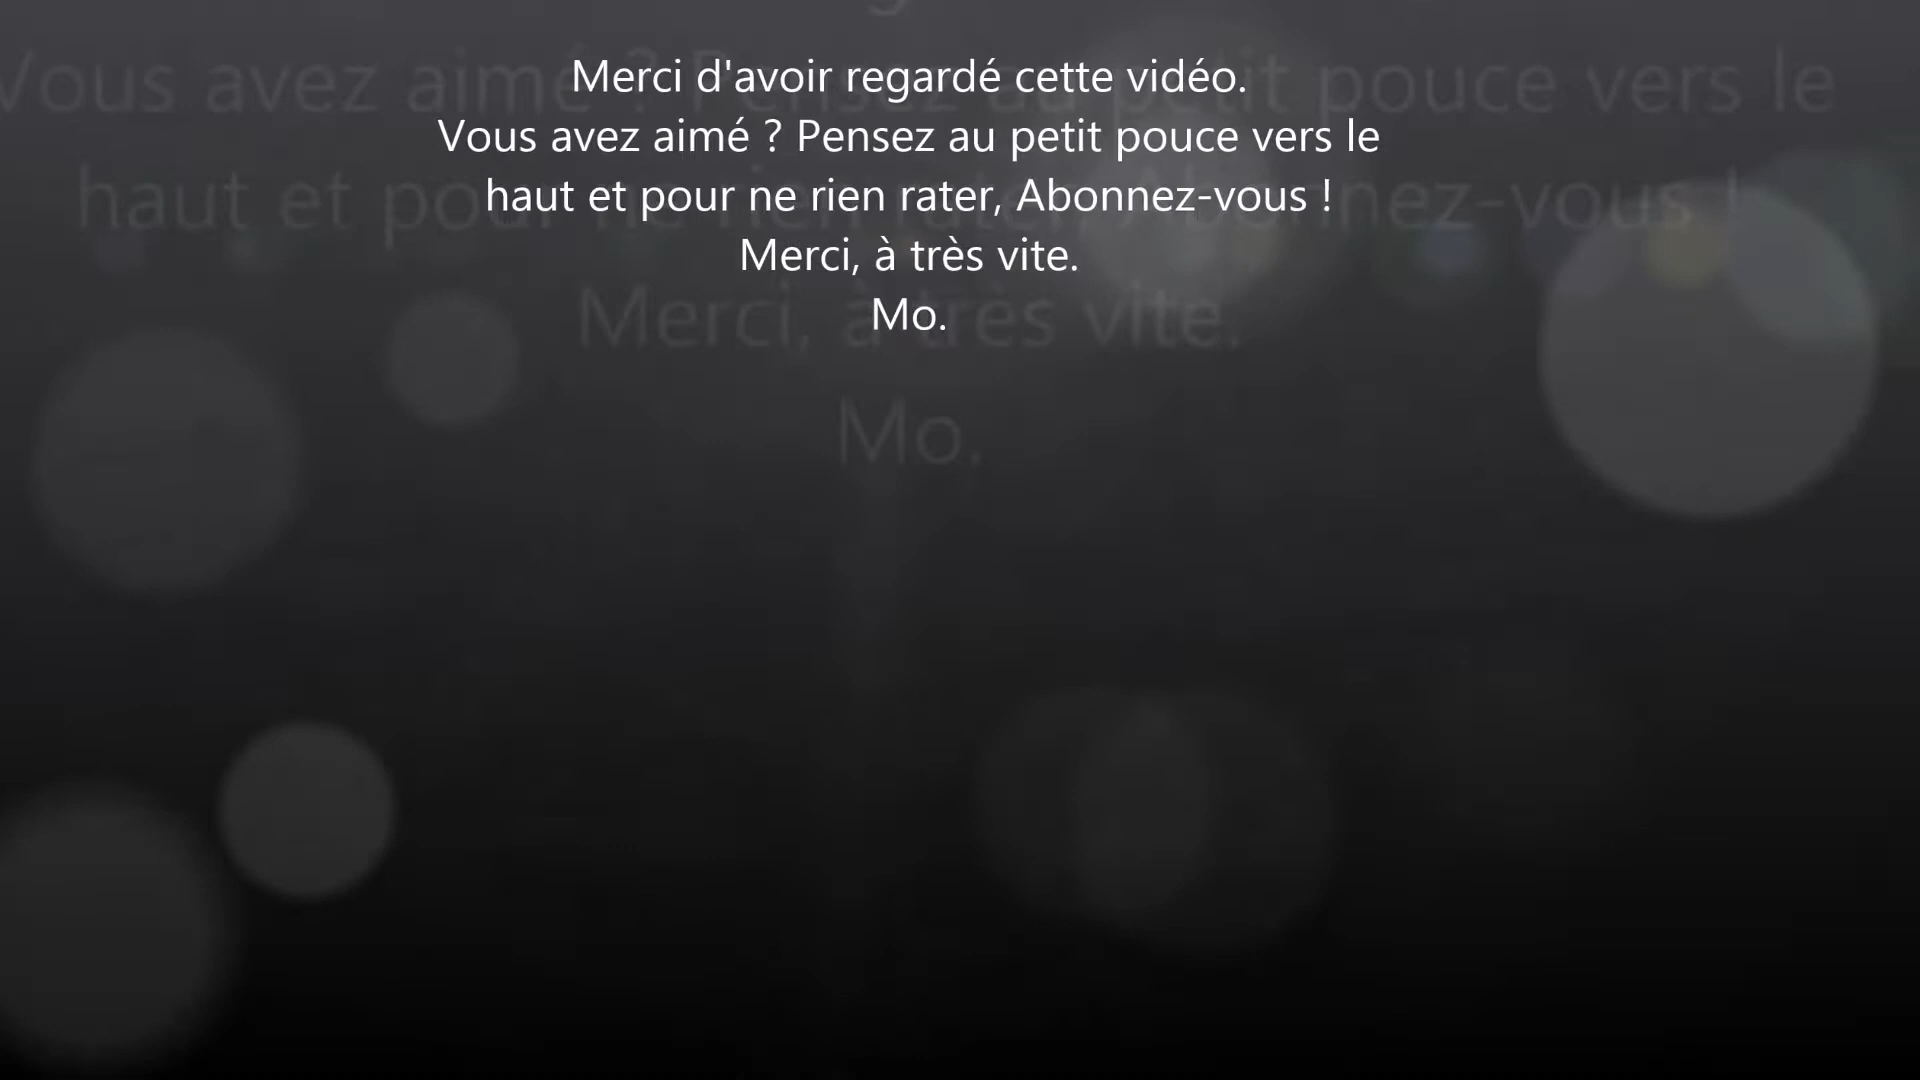 Merci d'avoir regardé cette vidéo.
Vous avez aimé ? Pensez au petit pouce vers le
haut et pour ne rien rater, Abonnez-vous !
Merci, à très vite.
Mo.